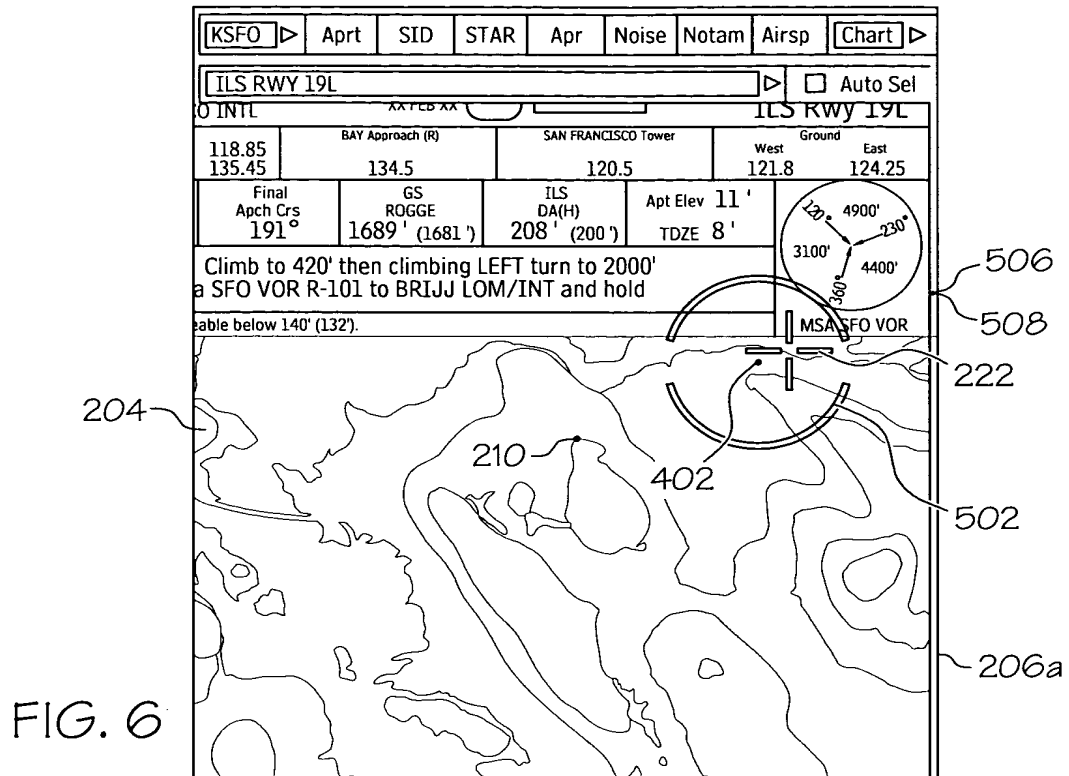 KSFO Aprt SID STAR Apr Noise Notam Airsp Chart
ILS RWY 19L Auto Sel
O INTL XX FEB XX ILS Rwy 19L
118.85
135.45
BAY Approach (R)
134.5
SAN FRANCISCO Tower
120.5
Ground
West East
121.8 124.25
Final
Apch Crs
191°
GS
ROGGE
1689' (1681')
ILS
DA(H)
208' (200')
Apt Elev 11'
TDZE 8'
120° 4900' 230°
3100' 4400'
360°
MSA SFO VOR
Climb to 420' then climbing LEFT turn to 2000'
a SFO VOR R-101 to BRIJJ LOM/INT and hold
eable below 140' (132').
506
508
222
204
210
402
502
206a
FIG. 6